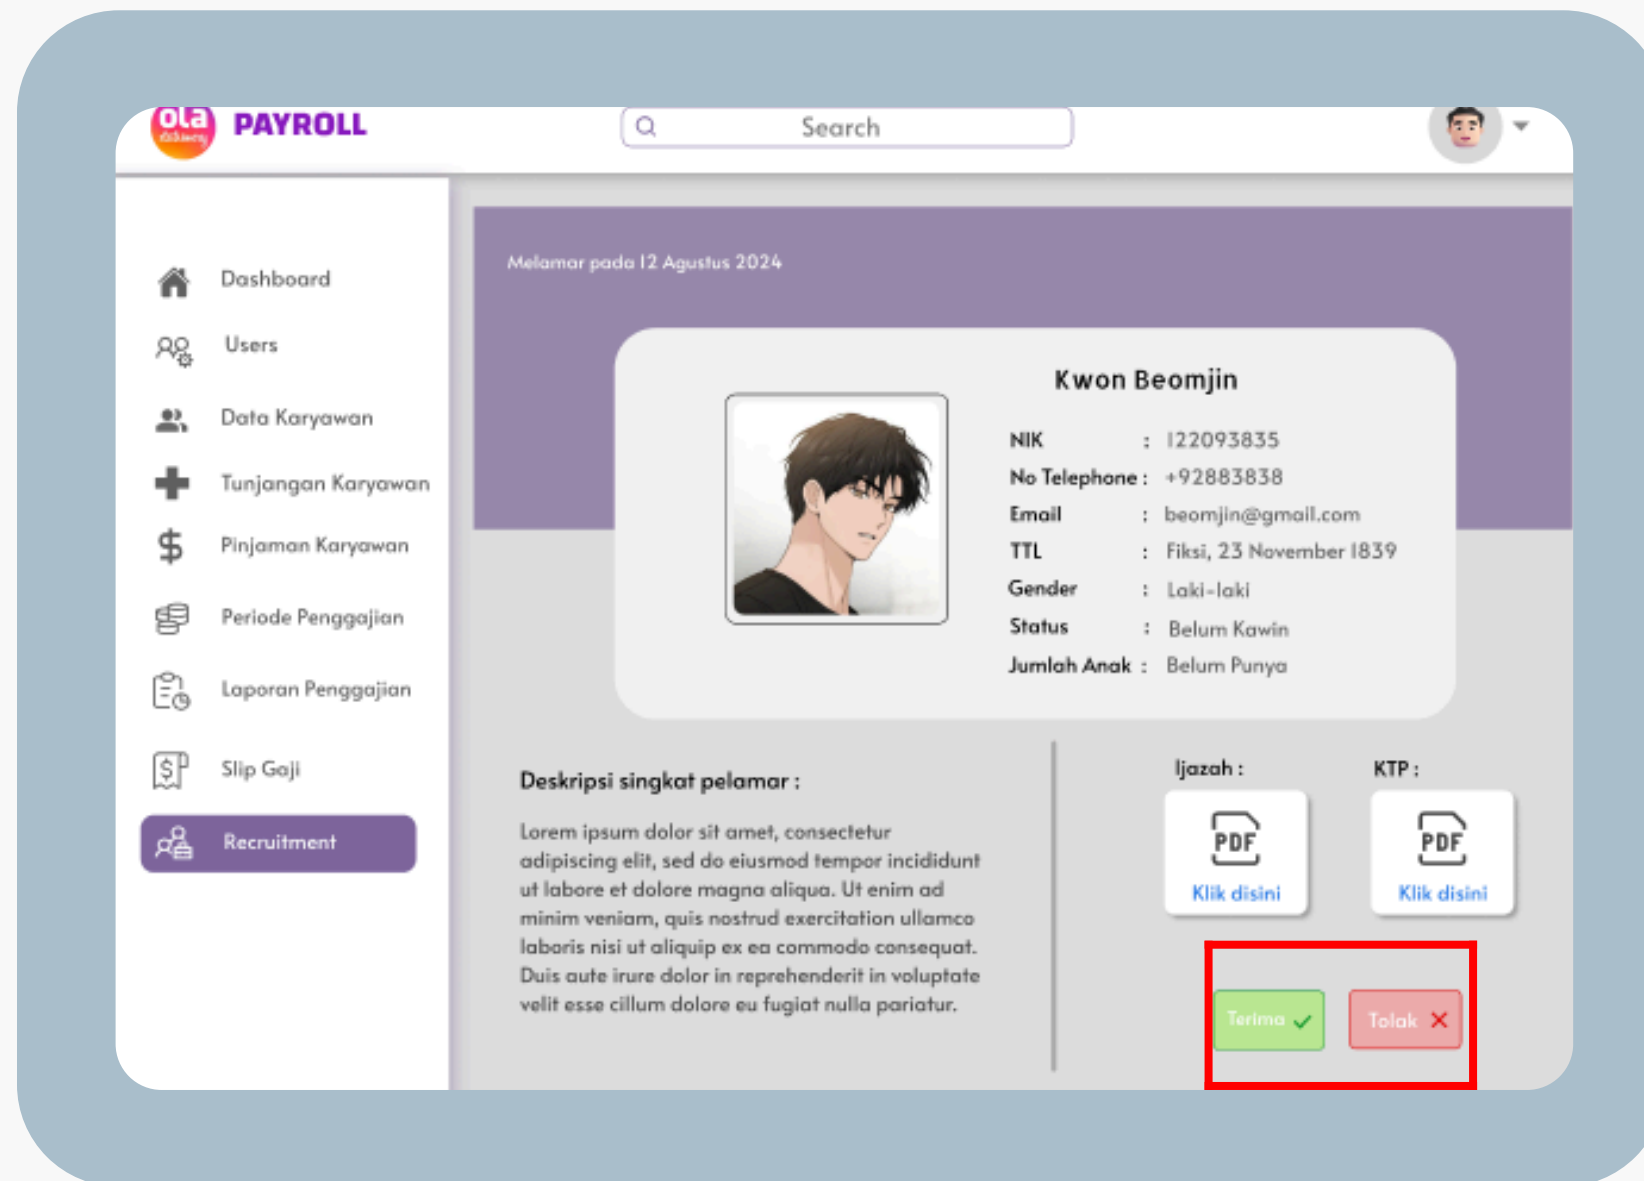 ola
PAYROLL
Search
Dashboard
Users
Data Karyawan
Tunjangan Karyawan
Pinjaman Karyawan
Periode Penggajian
Laporan Penggajian
Slip Gaji
Recruitment
Melamar pada 12 Agustus 2024
Kwon Beomjin
NIK : 122093835
No Telephone : +92883838
Email : beomjin@gmail.com
TTL : Fiksi, 23 November 1839
Gender : Laki-laki
Status : Belum Kawin
Jumlah Anak : Belum Punya
Deskripsi singkat pelamar :
Lorem ipsum dolor sit amet, consectetur
adipiscing elit, sed do eiusmod tempor incididunt
ut labore et dolore magna aliqua. Ut enim ad
minim veniam, quis nostrud exercitation ullamco
laboris nisi ut aliquip ex ea commodo consequat.
Duis aute irure dolor in reprehenderit in voluptate
velit esse cillum dolore eu fugiat nulla pariatur.
Ijazah : KTP :
PDF PDF
Klik disini Klik disini
Terima Tolak